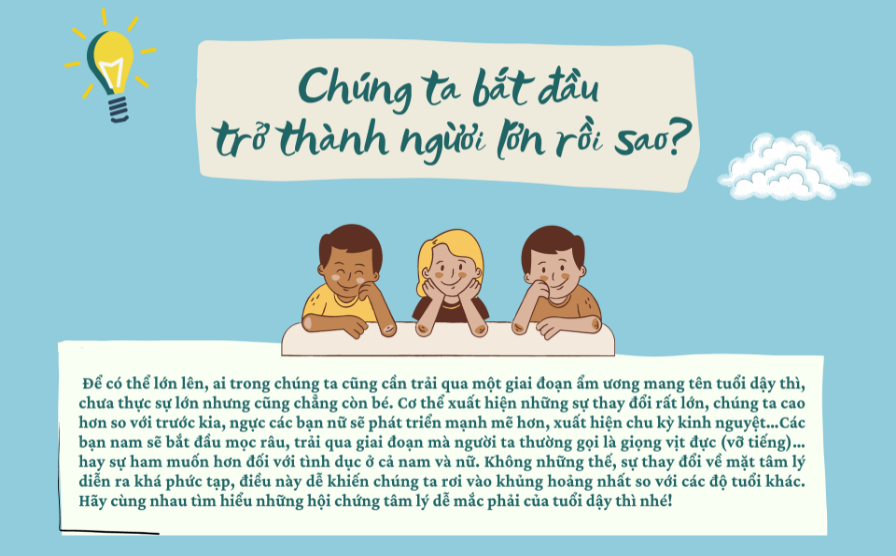 Chúng ta bắt đầu
trở thành người lớn rồi sao?
Để có thể lớn lên, ai trong chúng ta cũng cần trải qua một giai đoạn ẩm ương mang tên tuổi dậy thì,
chưa thực sự lớn nhưng cũng chẳng còn bé. Cơ thể xuất hiện những sự thay đổi rất lớn, chúng ta cao
hơn so với trước kia, ngực các bạn nữ sẽ phát triển mạnh mẽ hơn, xuất hiện chu kỳ kinh nguyệt...Các
bạn nam sẽ bắt đầu mọc râu, trải qua giai đoạn mà người ta thường gọi là giọng vịt đực (vỡ tiếng)...
hay sự ham muốn hơn đối với tình dục ở cả nam và nữ. Không những thế, sự thay đổi về mặt tâm lý
diễn ra khá phức tạp, điều này dễ khiến chúng ta rơi vào khủng hoảng nhất so với các độ tuổi khác.
Hãy cùng nhau tìm hiểu những hội chứng tâm lý dễ mắc phải của tuổi dậy thì nhé!